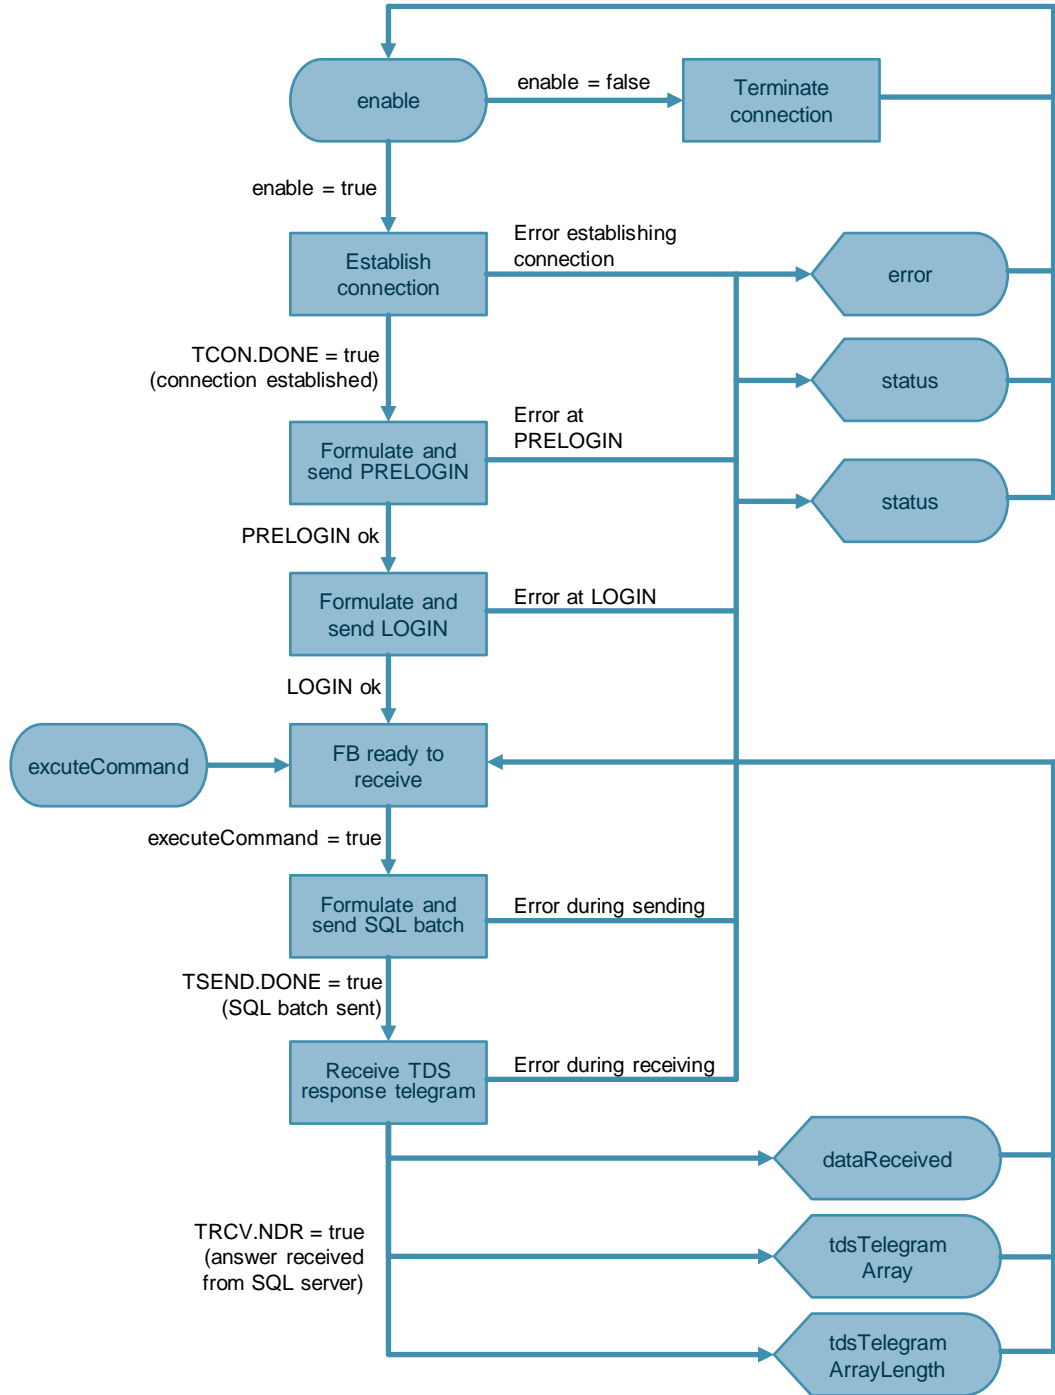 enable
enable = false
Terminate
connection
enable = true
Establish
connection
Error establishing
connection
error
TCON.DONE = true
(connection established)
status
Formulate and
send PRELOGIN
Error at
PRELOGIN
status
PRELOGIN ok
Formulate and
send LOGIN
Error at LOGIN
LOGIN ok
excuteCommand
FB ready to
receive
executeCommand = true
Formulate and
send SQL batch
Error during sending
TSEND.DONE = true
(SQL batch sent)
Receive TDS
response telegram
Error during receiving
dataReceived
TRCV.NDR = true
(answer received
from SQL server)
tdsTelegram
Array
tdsTelegram
ArrayLength